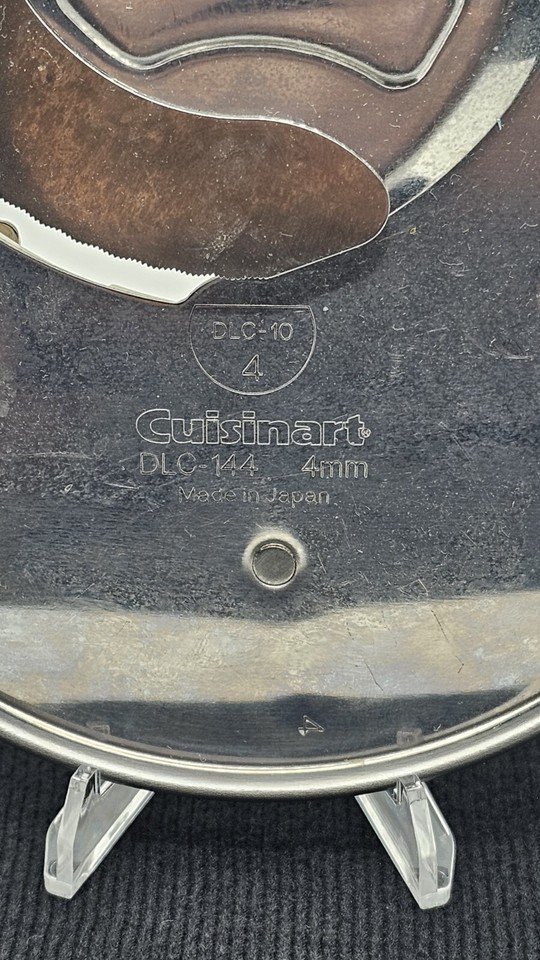 DLC-10
4
Cuisinart®
DLC-144 4mm
Made in Japan
4